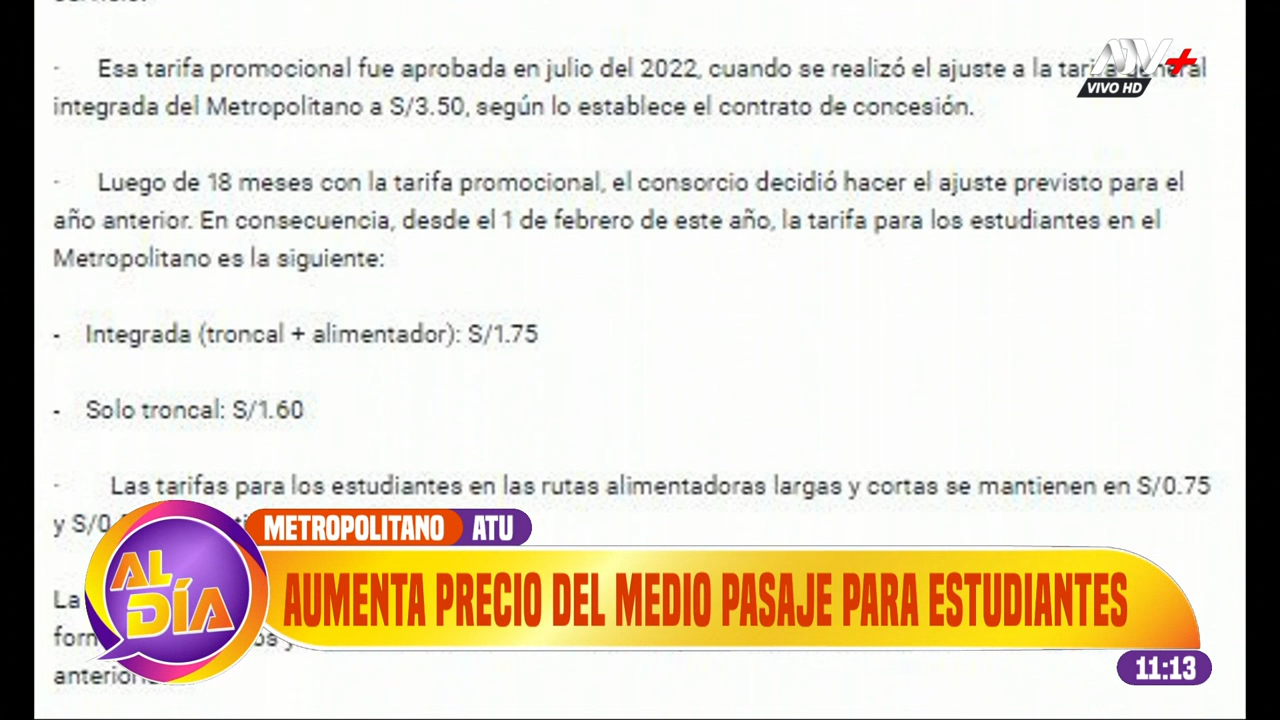 · Esa tarifa promocional fue aprobada en julio del 2022, cuando se realizó el ajuste a la tarifa general
integrada del Metropolitano a S/3.50, según lo establece el contrato de concesión.
· Luego de 18 meses con la tarifa promocional, el consorcio decidió hacer el ajuste previsto para el
año anterior. En consecuencia, desde el 1 de febrero de este año, la tarifa para los estudiantes en el
Metropolitano es la siguiente:
- Integrada (troncal + alimentador): S/1.75
- Solo troncal: S/1.60
· Las tarifas para los estudiantes en las rutas alimentadoras largas y cortas se mantienen en S/0.75
y
La
ATV+
VIVO HD
METROPOLITANO ATU
AL DÍA
AUMENTA PRECIO DEL MEDIO PASAJE PARA ESTUDIANTES
11:13